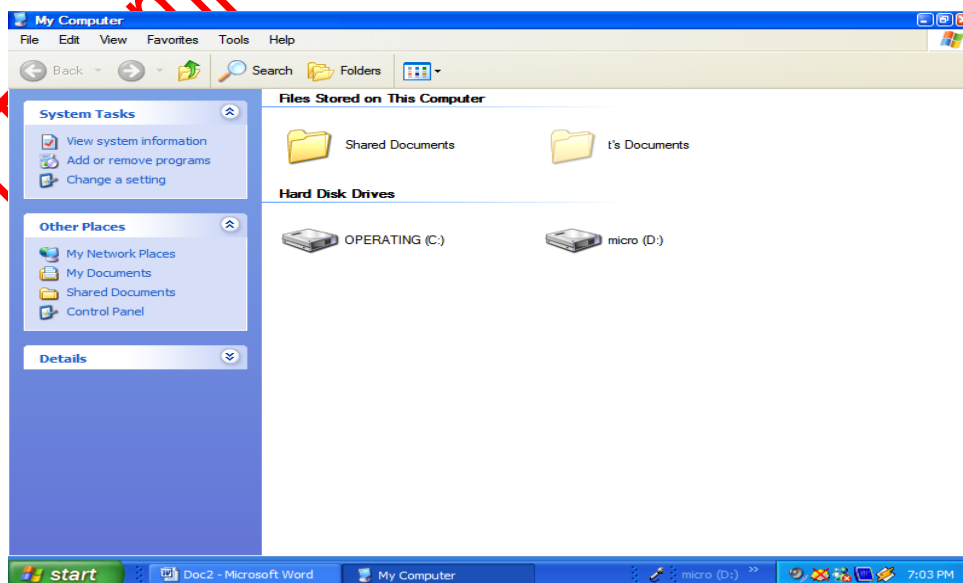 My Computer
File Edit View Favorites Tools Help
Back Search Folders
System Tasks
View system information
Add or remove programs
Change a setting
Other Places
My Network Places
My Documents
Shared Documents
Control Panel
Details
Files Stored on This Computer
Shared Documents t's Documents
Hard Disk Drives
OPERATING (C:) micro (D:)
start Doc2 - Microsoft Word My Computer micro (D:) » 7:03 PM